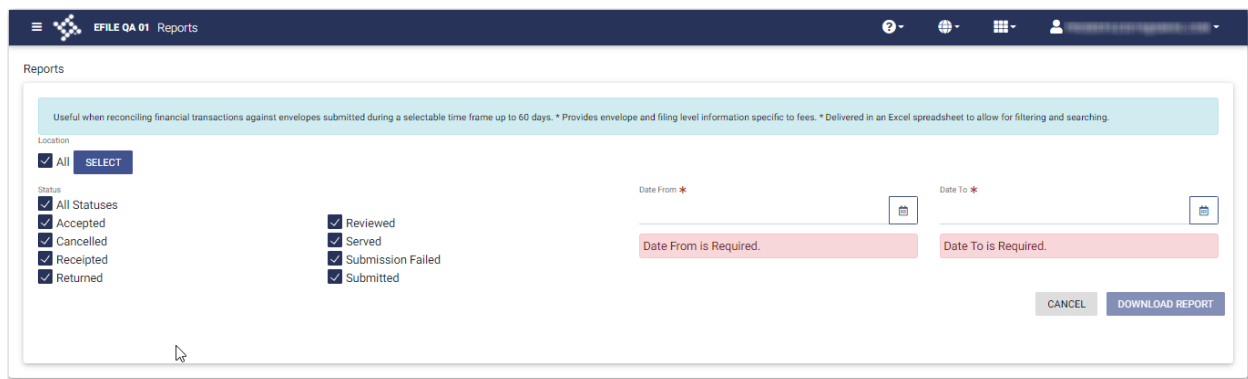 EFILE QA 01 Reports
Reports
Useful when reconciling financial transactions against envelopes submitted during a selectable time frame up to 60 days. * Provides envelope and filing level information specific to fees. * Delivered in an Excel spreadsheet to allow for filtering and searching.
Location
All SELECT
Status
All Statuses
Accepted
Cancelled
Receipted
Returned
Reviewed
Served
Submission Failed
Submitted
Date From *
Date From is Required.
Date To *
Date To is Required.
CANCEL DOWNLOAD REPORT